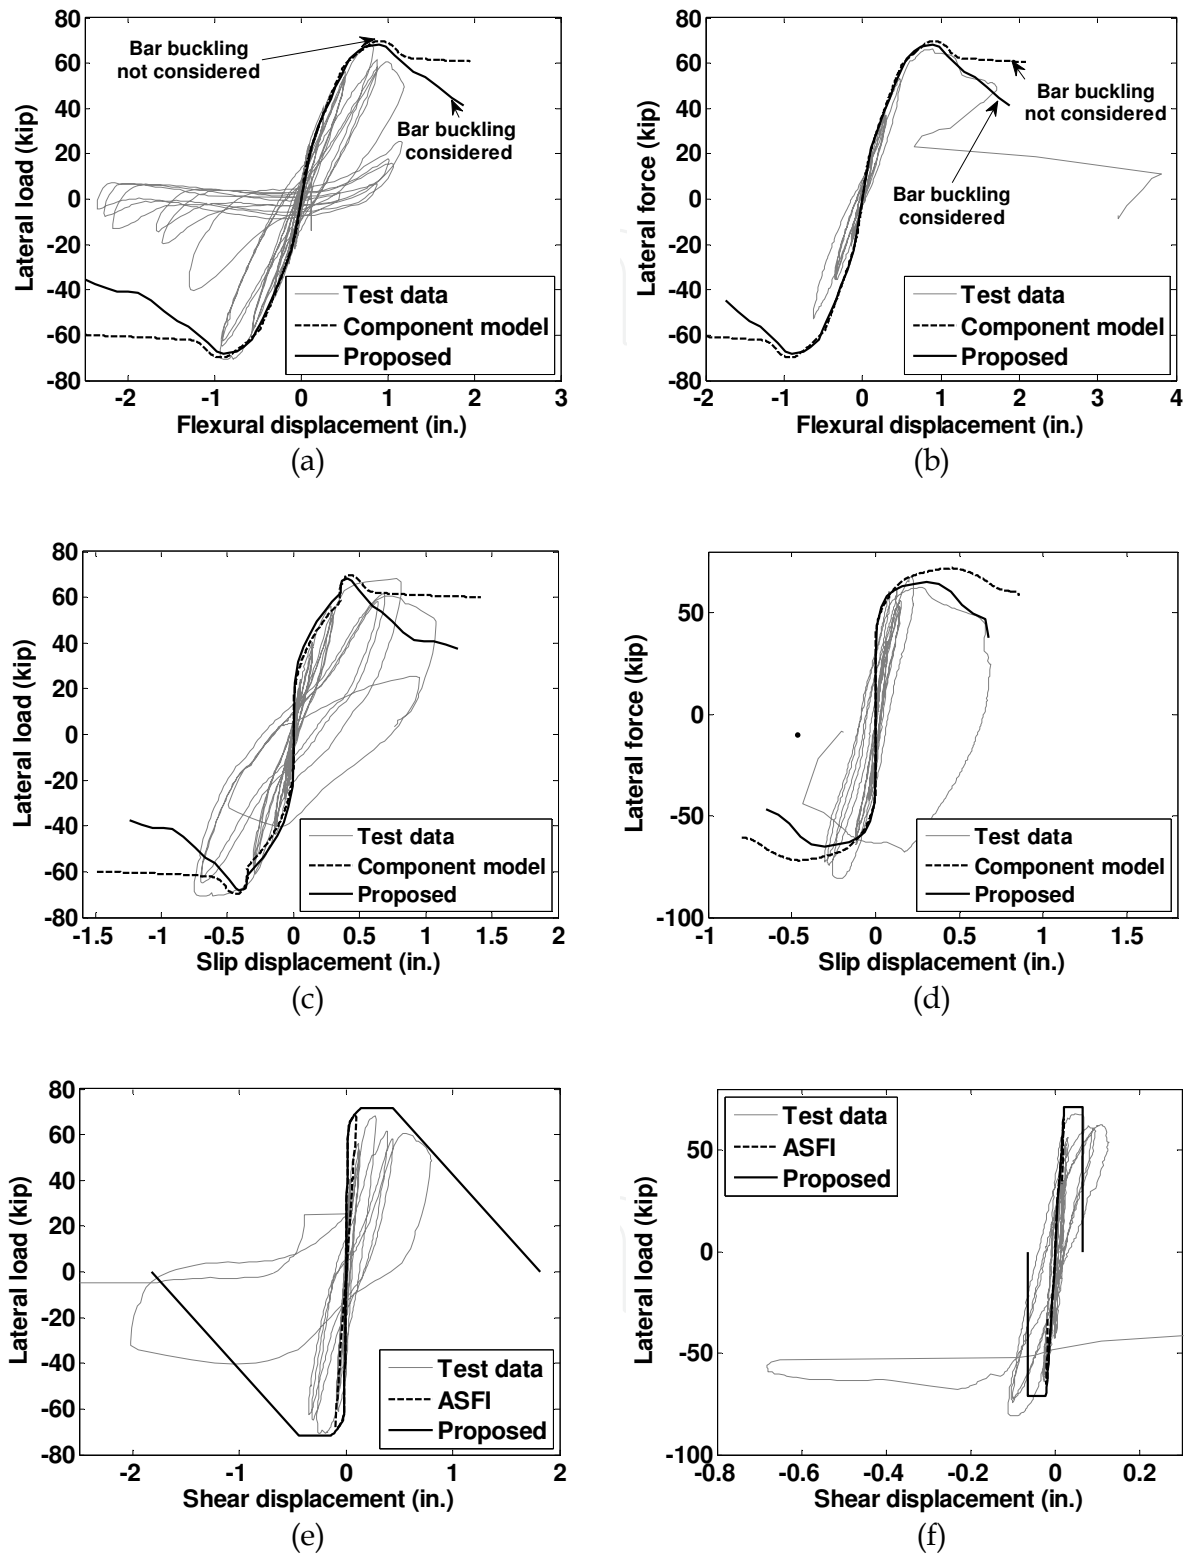 80
60
40
20
0
-20
-40
-60
-80
Lateral load (kip)
Bar buckling
not considered
Bar buckling
considered
Test data
Component model
Proposed
-2
-1
0
1
2
3
Flexural displacement (in.)
(a)
80
60
40
20
0
-20
-40
-60
-80
Lateral force (kip)
Bar buckling
not considered
Bar buckling
considered
Test data
Component model
Proposed
-2
-1
0
1
2
3
4
Flexural displacement (in.)
(b)
80
60
40
20
0
-20
-40
-60
-80
Lateral load (kip)
Test data
Component model
Proposed
-1.5
-1
-0.5
0
0.5
1
1.5
2
Slip displacement (in.)
(c)
50
0
-50
-100
Lateral force (kip)
Test data
Component model
Proposed
-1
-0.5
0
0.5
1
1.5
Slip displacement (in.)
(d)
80
60
40
20
0
-20
-40
-60
80
Lateral load (kip)
Test data
ASFI
Proposed
-2
-1
0
1
2
Shear displacement (in.)
(e)
50
0
-50
-100
Lateral load (kip)
Test data
ASFI
Proposed
-0.8
-0.6
-0.4
-0.2
0
0.2
Shear displacement (in.)
(f)